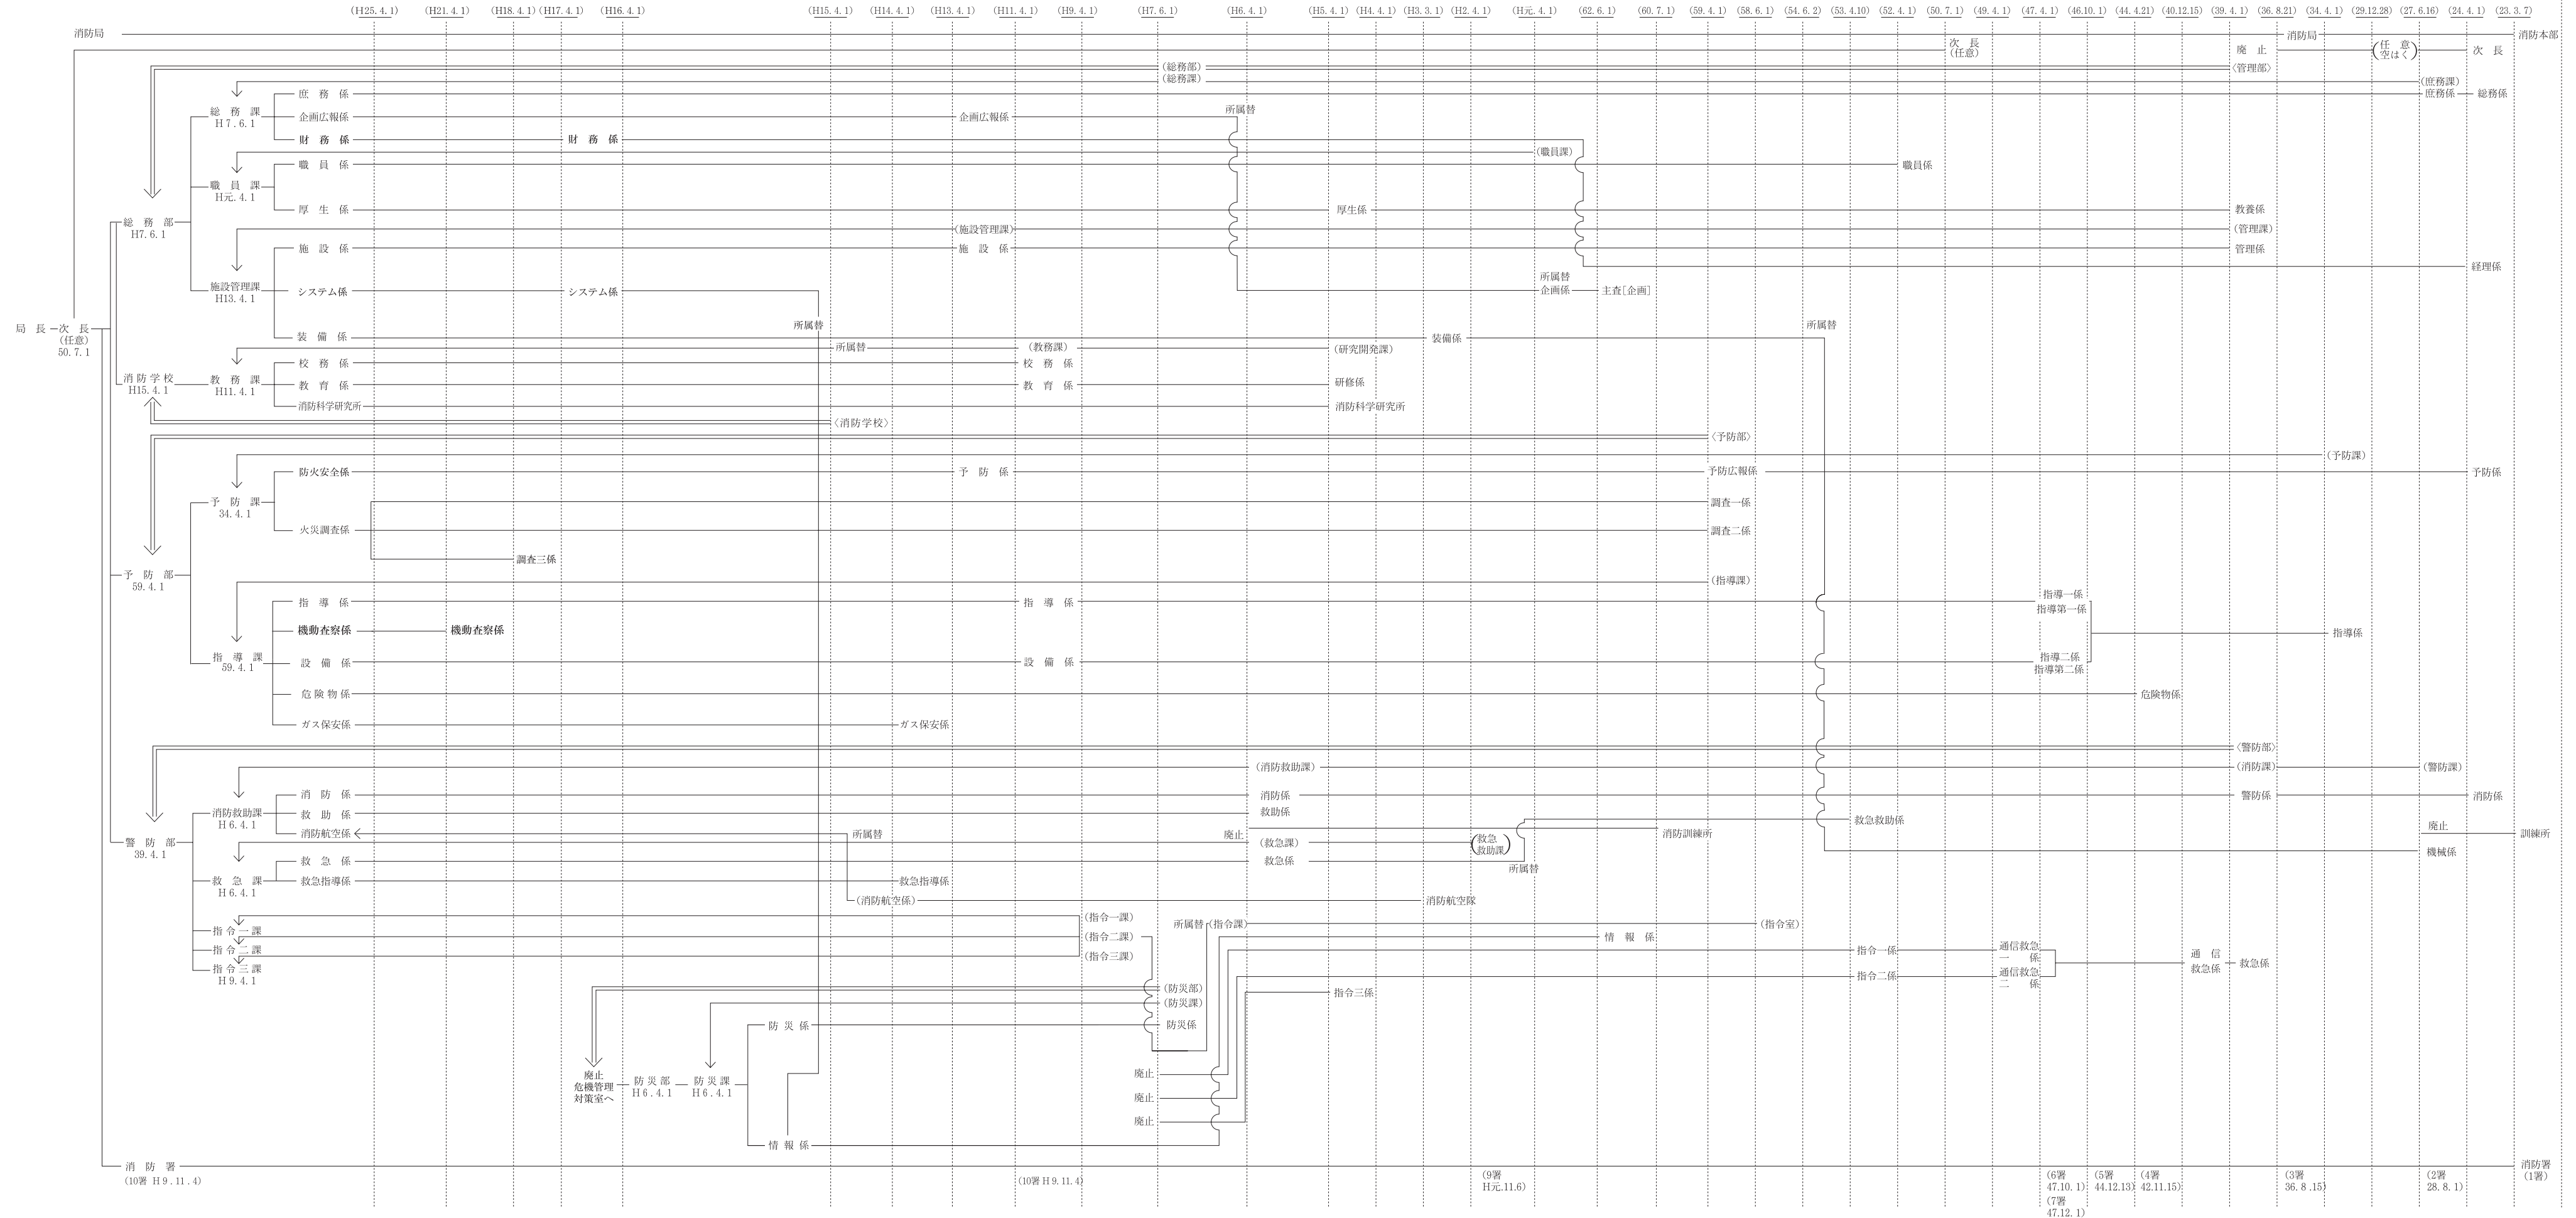 (H25.4.1) (H21.4.1) (H18.4.1) (H17.4.1) (H16.4.1) (H15.4.1) (H14.4.1) (H13.4.1) (H11.4.1) (H9.4.1) (H7.6.1) (H6.4.1) (H5.4.1) (H4.4.1) (H3.3.1) (H2.4.1) (H元.4.1) (62.6.1) (60.7.1) (59.4.1) (58.6.1) (54.6.2) (53.4.10) (52.4.1) (50.7.1) (49.4.1) (47.4.1) (46.10.1) (44.4.21) (40.12.15) (39.4.1) (36.8.21) (34.4.1) (29.12.28) (27.6.16) (24.4.1) (23.3.7)
消防局 消防局 消防本部
次 長
(任意)
廃 止
(任 意
空はく)
次 長
(総務部) 〈管理部〉
(総務課) (庶務課)
庶 務 係 庶務係 総務係
総 務 課
H7.6.1
企画広報係 企画広報係 所属替
財 務 係 財 務 係
(職員課)
職 員 係 職員係
職 員 課
H元.4.1
厚 生 係 厚生係 教養係
総 務 部
H7.6.1
(施設管理課) (管理課)
施 設 係 施 設 係 管理係
経理係
施設管理課
H13.4.1
システム係 システム係 所属替
所属替
企画係 主査[企画]
局 長 次 長
(任意)
50.7.1
装 備 係 装備係 所属替
所属替 (教務課) (研究開発課)
校 務 係 校 務 係
消防学校
H15.4.1
教 務 課
H11.4.1
教 育 係 教 育 係 研修係
消防科学研究所 消防科学研究所
〈消防学校〉
〈予防部〉
(予防課)
防火安全係 予 防 係 予防広報係 予防係
予 防 課
34.4.1
調査一係
火災調査係 調査二係
調査三係
予 防 部
59.4.1
(指導課)
指 導 係 指 導 係 指導一係
指導第一係
機動査察係 機動査察係 指導係
指 導 課
59.4.1
設 備 係 設 備 係 指導二係
指導第二係
危険物係 危険物係
ガス保安係 ガス保安係
〈警防部〉
(消防救助課) (消防課) (警防課)
消 防 係 消防係 警防係 消防係
消防救助課
H6.4.1
救 助 係 救助係 救急救助係
消防航空係 所属替 廃止 消防訓練所 廃止 訓練所
警 防 部
39.4.1
(救急課) (救急
救助課)
機械係
救 急 係 救急係 所属替
救 急 課
H6.4.1
救急指導係 救急指導係
(消防航空係) 消防航空隊
(指令一課) 所属替 (指令課) (指令室)
指令一課
(指令二課) 情 報 係
指令二課
(指令三課) 指令一係 通信救急
一 係
通 信
救急係 救急係
指令三課
H9.4.1
指令二係 通信救急
二 係
(防災部) 指令三係
(防災課)
防 災 係 防災係
廃止
危機管理
対策室へ
防 災 部
H6.4.1
防 災 課
H6.4.1
廃止
廃止
廃止
情 報 係
消 防 署 消防署
(1署)
(10署 H9.11.4) (10署 H9.11.4)
(9署
H元.11.6)
(6署
47.10.1)
(7署
47.12.1)
(5署
44.12.13)
(4署
42.11.15)
(3署
36.8.15)
(2署
28.8.1)